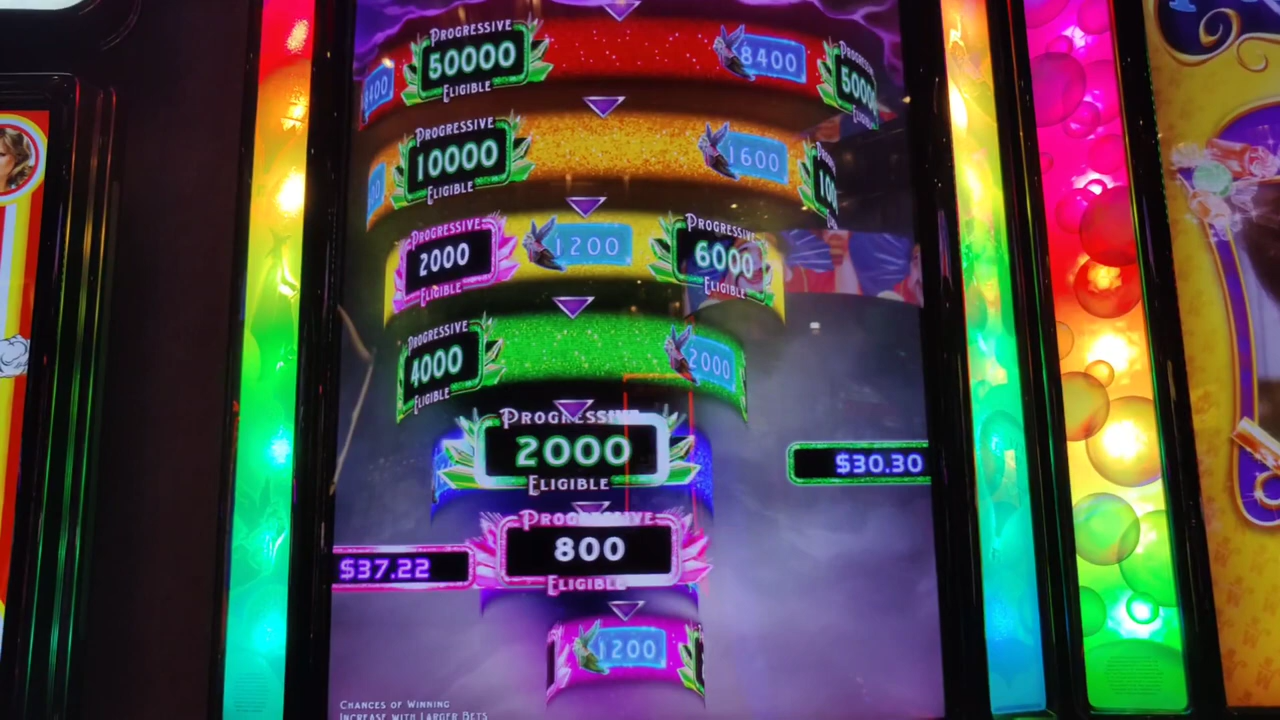 PROGRESSIVE
50000
ELIGIBLE
8400
PROGRESSIVE
10000
ELIGIBLE
1600
PROGRESSIVE
2000
ELIGIBLE
1200
PROGRESSIVE
6000
ELIGIBLE
PROGRESSIVE
4000
ELIGIBLE
2000
PROGRESSIVE
2000
ELIGIBLE
$30.30
PROGRESSIVE
800
ELIGIBLE
$37.22
1200
CHANCES OF WINNING
INCREASE WITH LARGER BETS